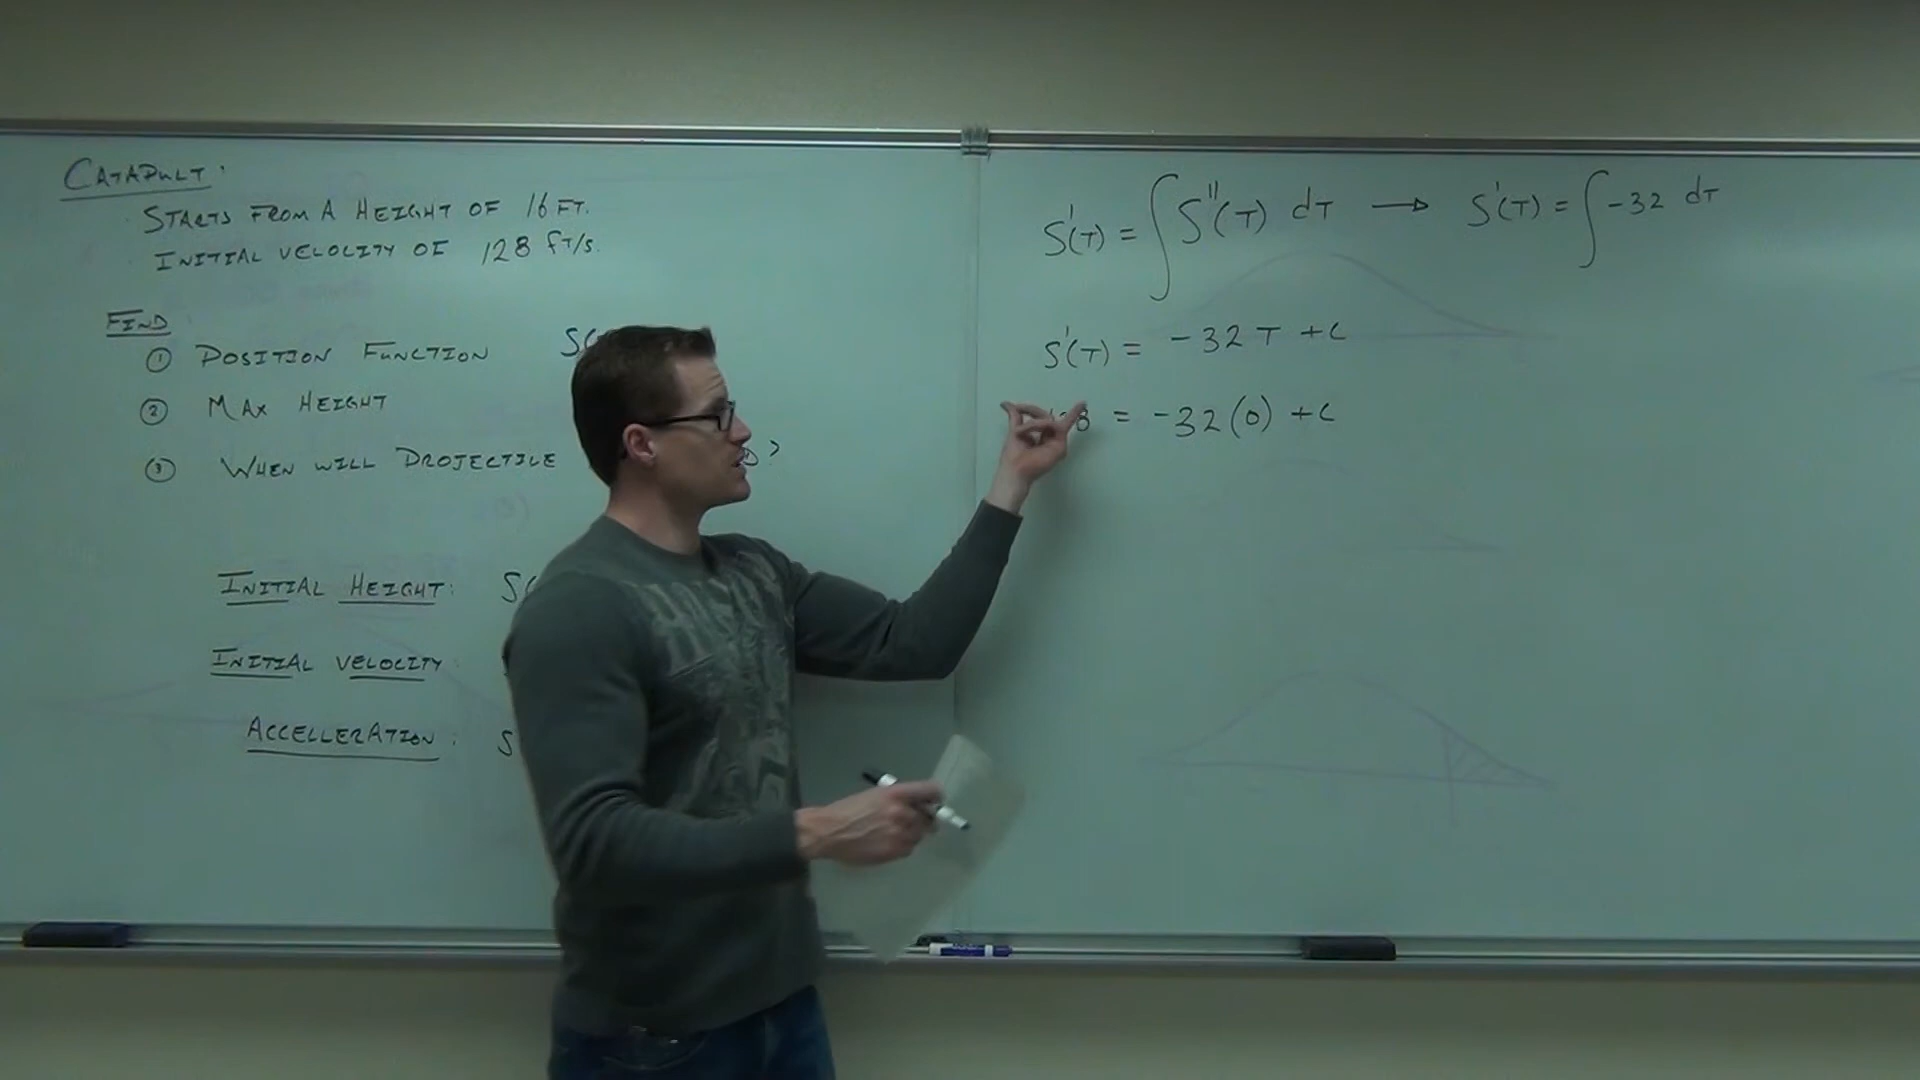 CATAPULT:
STARTS FROM A HEIGHT OF 16 FT.
INITIAL VELOCITY OF 128 FT/S.
FIND
① POSITION FUNCTION S(
② MAX HEIGHT
③ WHEN WILL PROJECTILE ?
INITIAL HEIGHT: S(
INITIAL VELOCITY
ACCELLERATION: S
S'(T) = ∫ S''(T) dT → S'(T) = ∫ -32 dT
S'(T) = -32T + C
128 = -32(0) + C